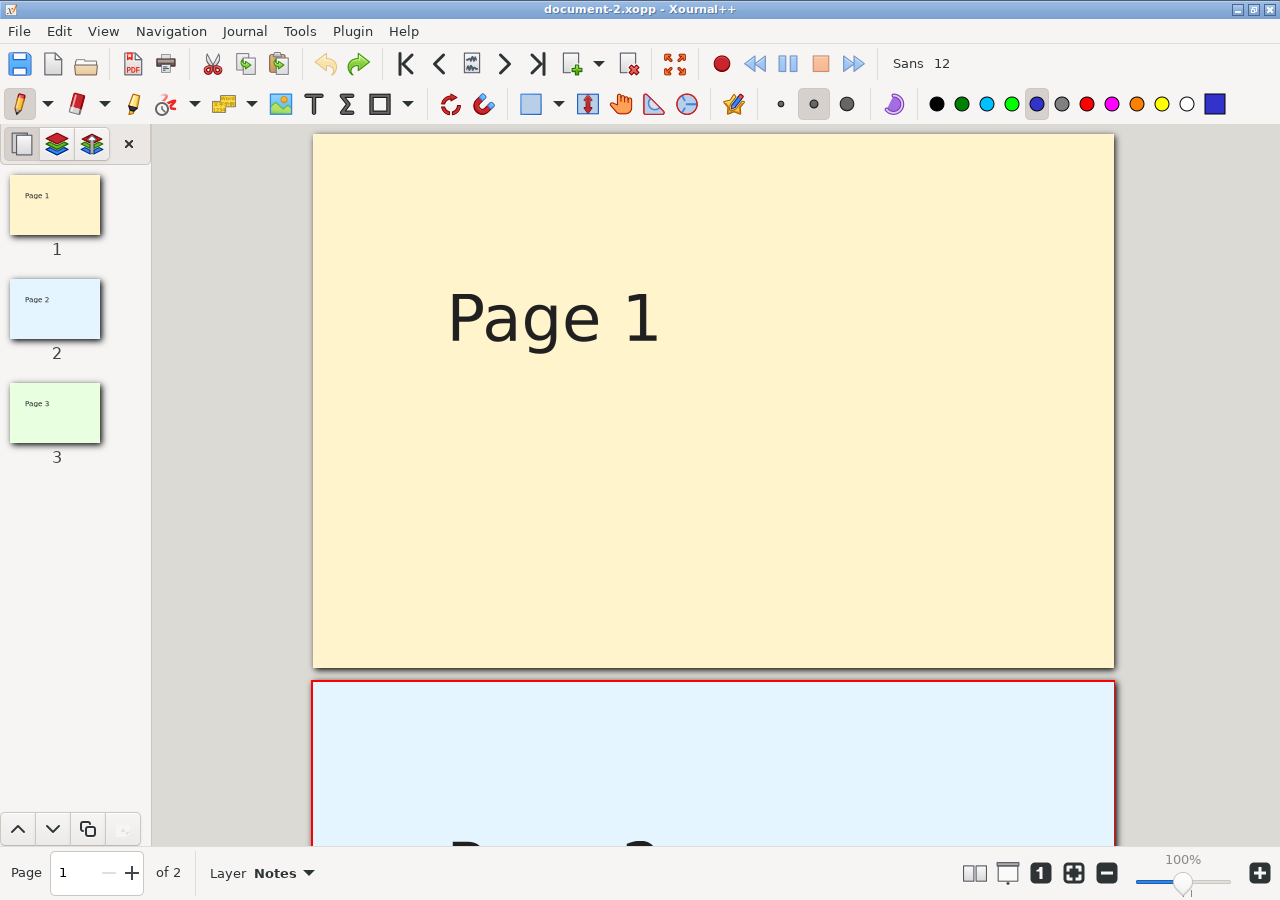 document-2.xopp - Xournal++
File Edit View Navigation Journal Tools Plugin Help
Sans 12
Page 1
1
Page 2
2
Page 3
3
Page 1
Page 1 of 2 Layer Notes
1
100%